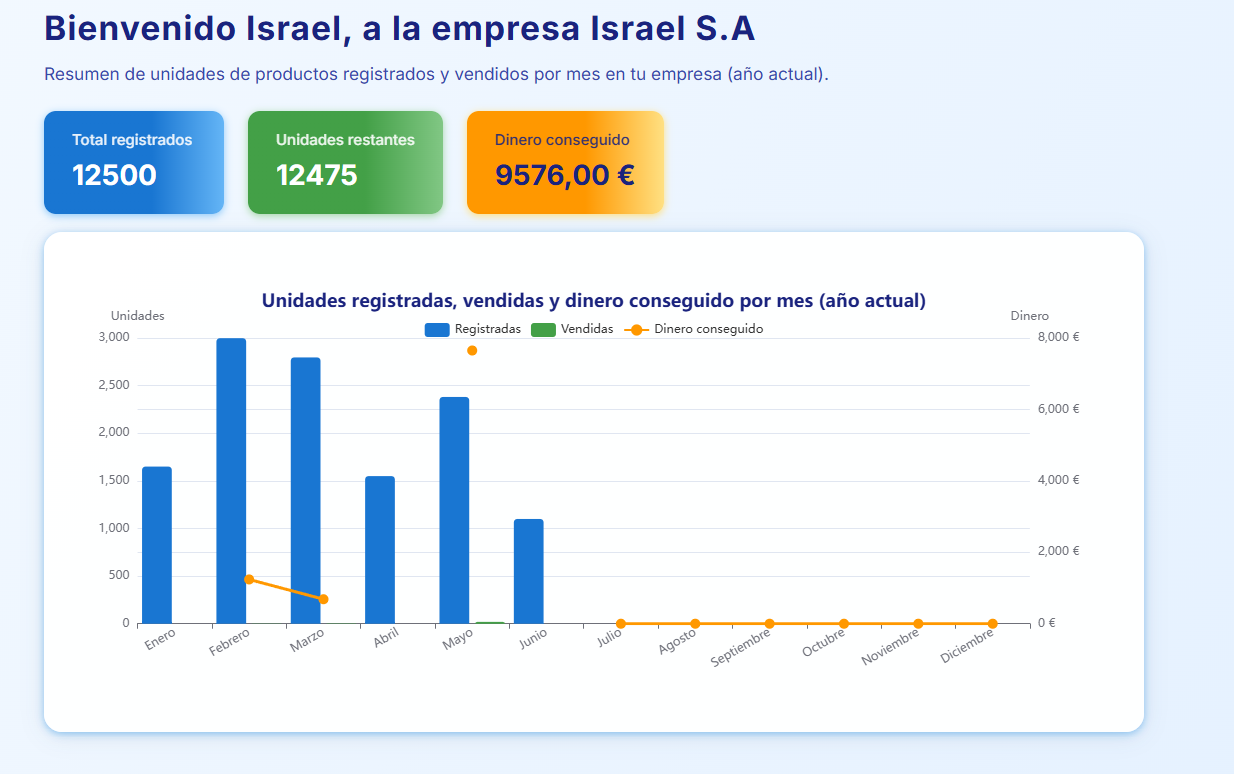 Bienvenido Israel, a la empresa Israel S.A
Resumen de unidades de productos registrados y vendidos por mes en tu empresa (año actual).
Total registrados
12500
Unidades restantes
12475
Dinero conseguido
9576,00 €
Unidades registradas, vendidas y dinero conseguido por mes (año actual)
Unidades
Dinero
Registradas Vendidas Dinero conseguido
3,000 8,000 €
2,500
6,000 €
2,000
1,500 4,000 €
1,000
2,000 €
500
0 0 €
Enero Febrero Marzo Abril Mayo Junio Julio Agosto Septiembre Octubre Noviembre Diciembre